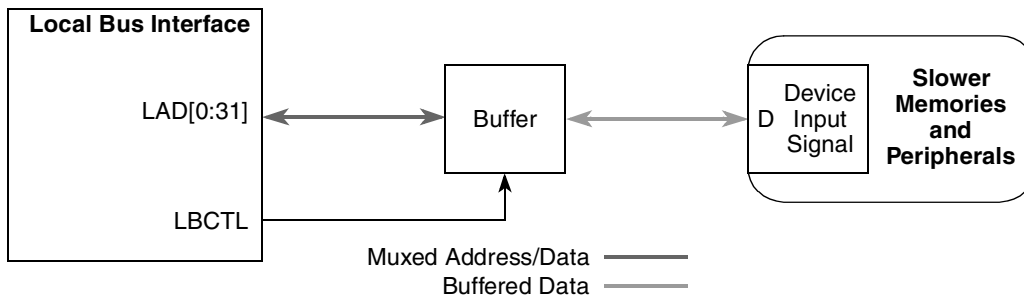 Local Bus Interface
LAD[0:31]
LBCTL
Buffer
D
Device
Input
Signal
Slower
Memories
and
Peripherals
Muxed Address/Data
Buffered Data